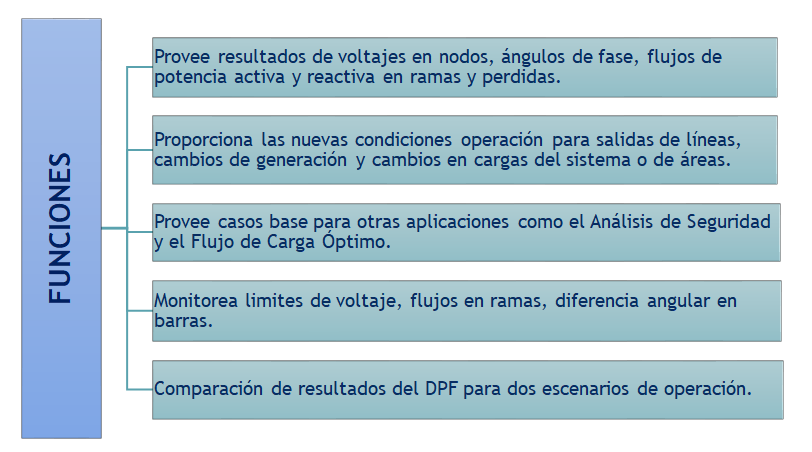 FUNCIONES
Provee resultados de voltajes en nodos, ángulos de fase, flujos de
potencia activa y reactiva en ramas y perdidas.
Proporciona las nuevas condiciones operación para salidas de líneas,
cambios de generación y cambios en cargas del sistema o de áreas.
Provee casos base para otras aplicaciones como el Análisis de Seguridad
y el Flujo de Carga Óptimo.
Monitorea limites de voltaje, flujos en ramas, diferencia angular en
barras.
Comparación de resultados del DPF para dos escenarios de operación.